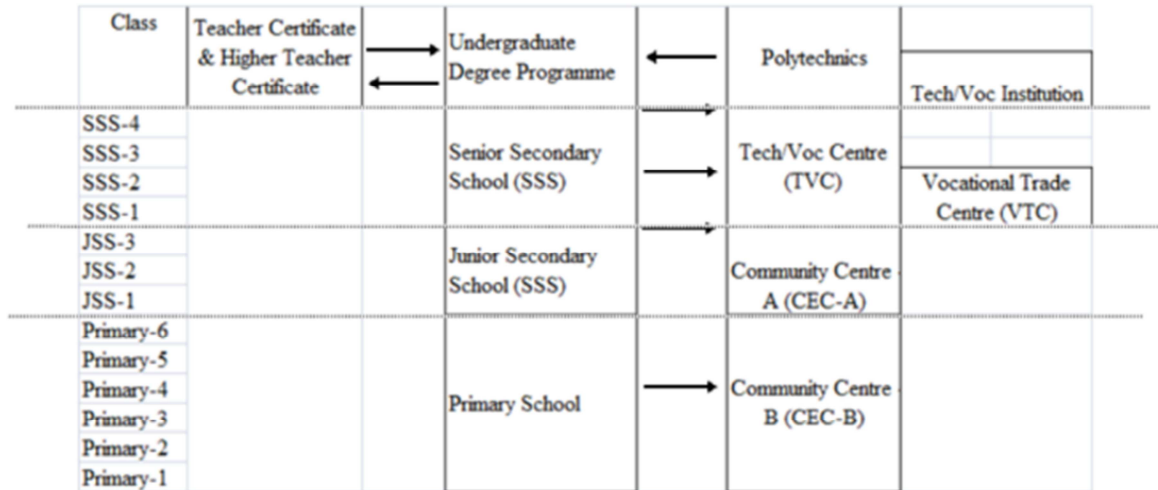 Class
Teacher Certificate
& Higher Teacher
Certificate
Undergraduate
Degree Programme
Polytechnics
Tech/Voc Institution
SSS-4
SSS-3
SSS-2
SSS-1
Senior Secondary
School (SSS)
Tech/Voc Centre
(TVC)
Vocational Trade
Centre (VTC)
JSS-3
JSS-2
JSS-1
Junior Secondary
School (SSS)
Community Centre
A (CEC-A)
Primary-6
Primary-5
Primary-4
Primary-3
Primary-2
Primary-1
Primary School
Community Centre
B (CEC-B)